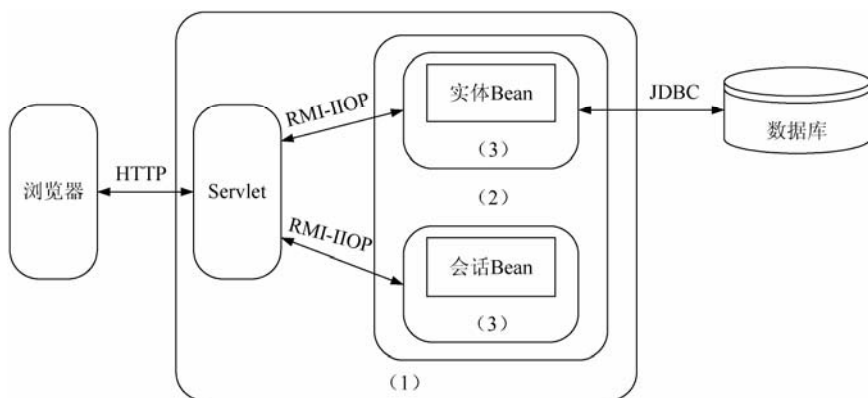 实体Bean
RMI-IIOP
JDBC
数据库
（3）
HTTP
浏览器
Servlet
（2）
RMI-IIOP
会话Bean
（3）
（1）